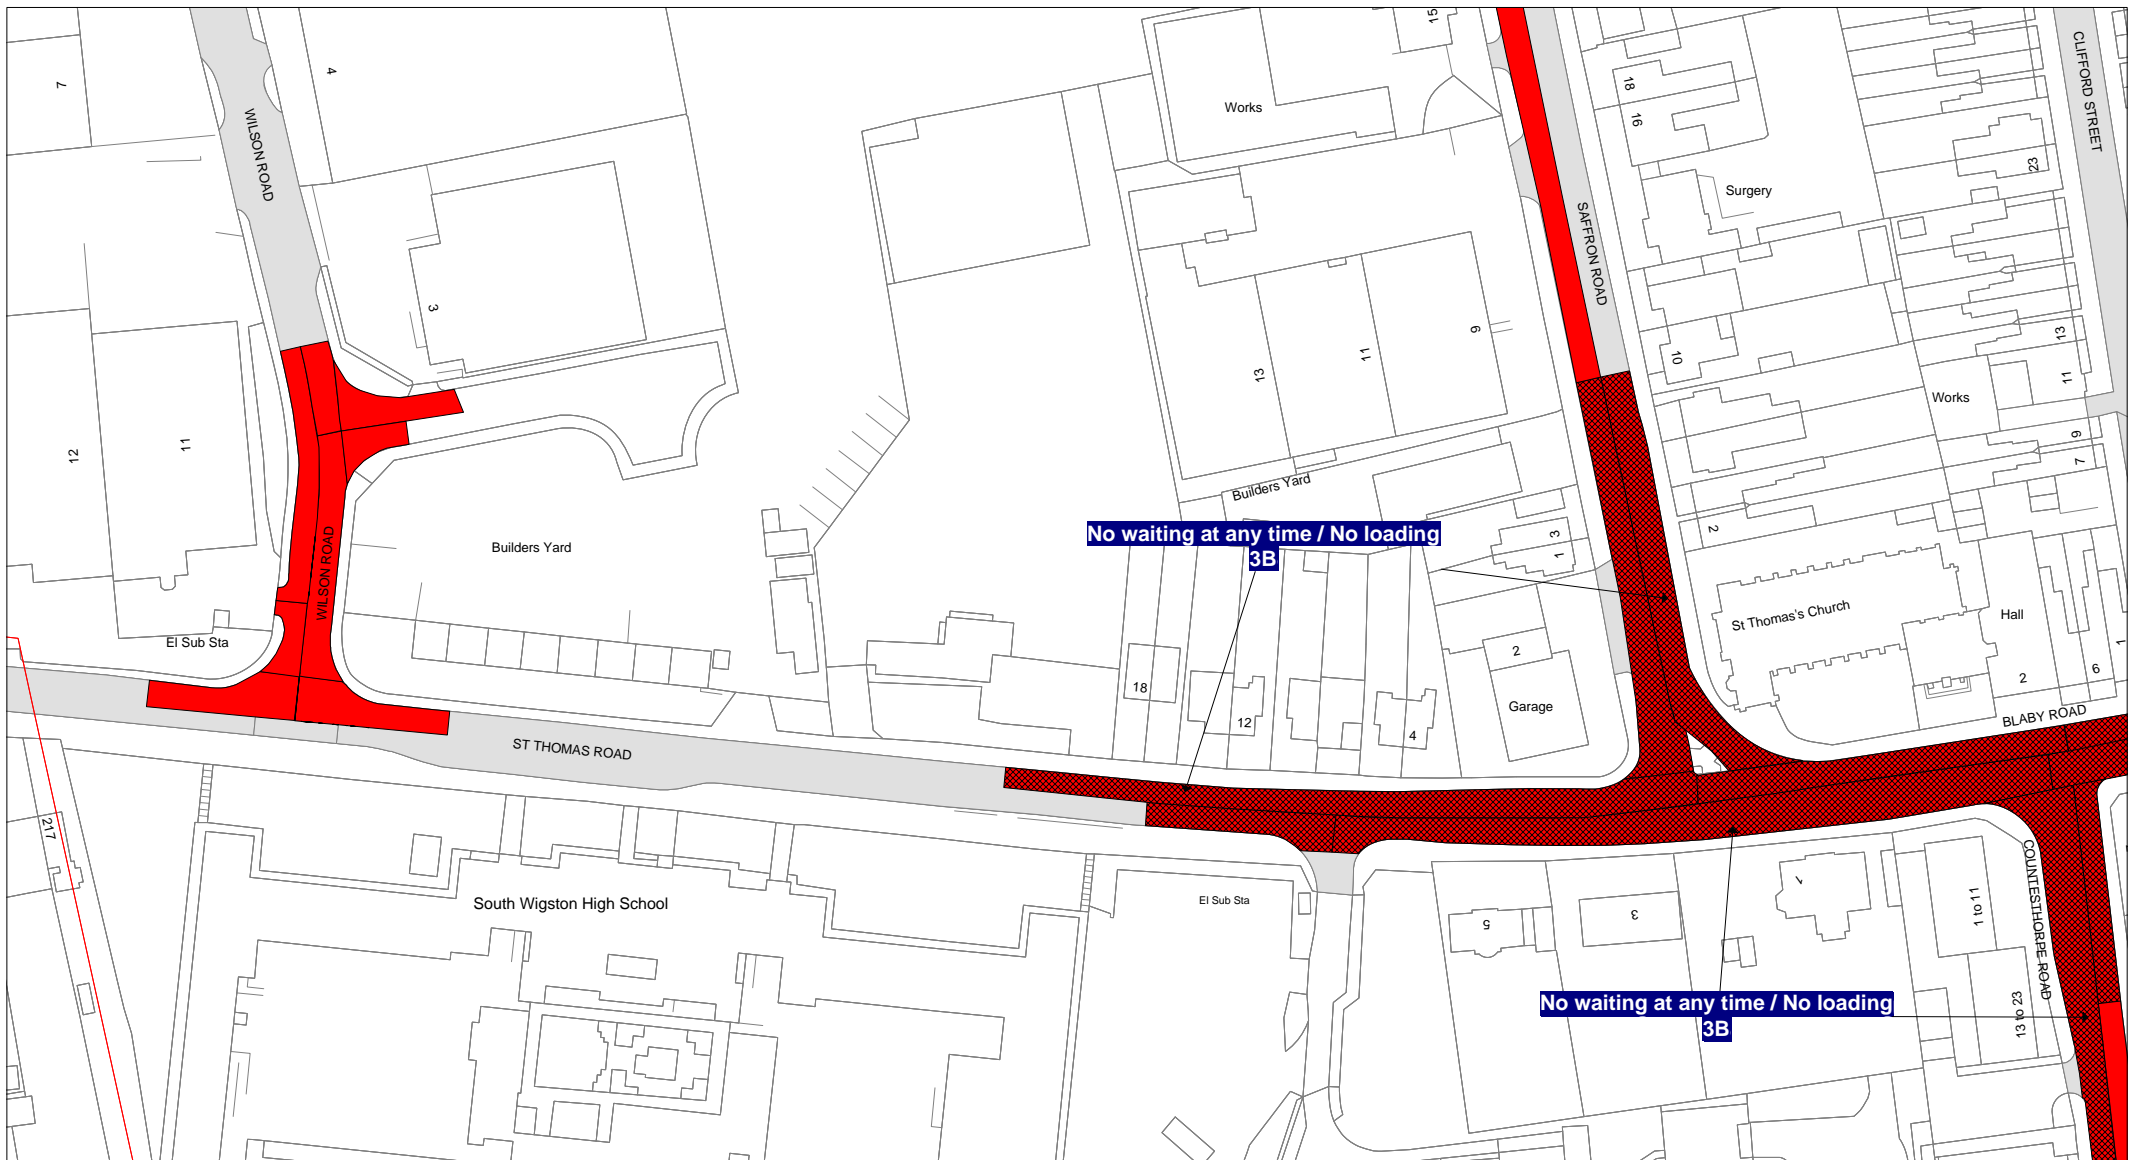 15
7
4
WILSON ROAD
Works
18
16
CLIFFORD STREET
23
Surgery
SAFFRON ROAD
3
9
11
13
10
13
11
Works
12
11
9
7
Builders Yard
2
3
1
No waiting at any time / No loading
3B
Builders Yard
WILSON ROAD
St Thomas's Church
Hall
1
El Sub Sta
2
18
6
2
12
4
Garage
BLABY ROAD
ST THOMAS ROAD
217
South Wigston High School
El Sub Sta
5
3
1
1 to 11
COUNTESTHORPE ROAD
No waiting at any time / No loading
3B
13 to 23